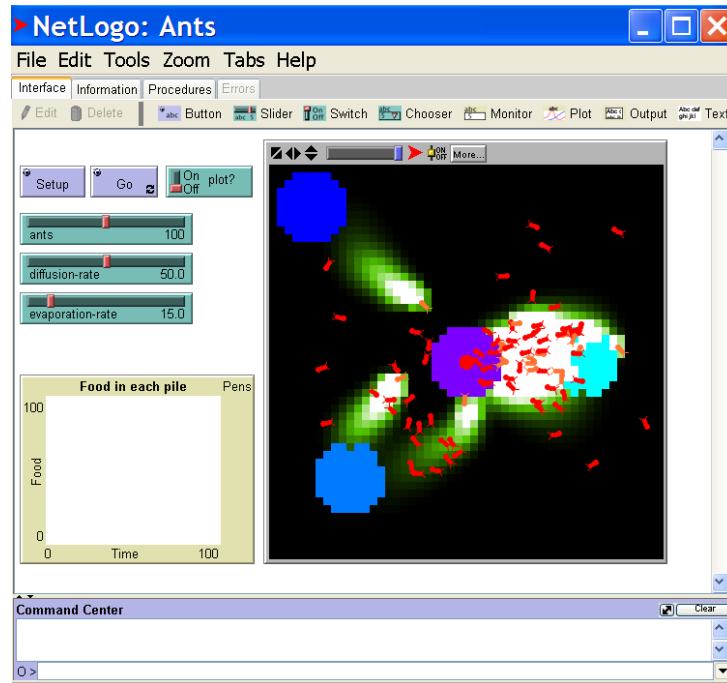 NetLogo: Ants
File Edit Tools Zoom Tabs Help
Interface Information Procedures Errors
Edit Delete Button Slider Switch Chooser Monitor Plot Output Text
More...
Setup Go On Off plot?
ants 100
diffusion-rate 50.0
evaporation-rate 15.0
Food in each pile Pens
100
Food
0
0 Time 100
Command Center Clear
O>